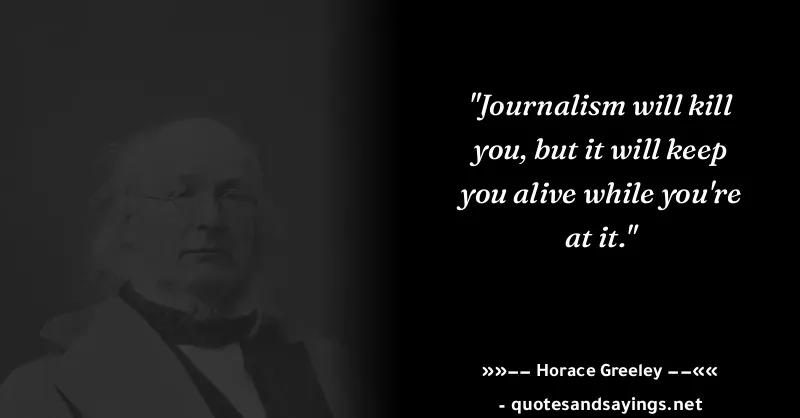 "Journalism will kill
you, but it will keep
you alive while you're
at it."
»»−− Horace Greeley −−««
- quotesandsayings.net